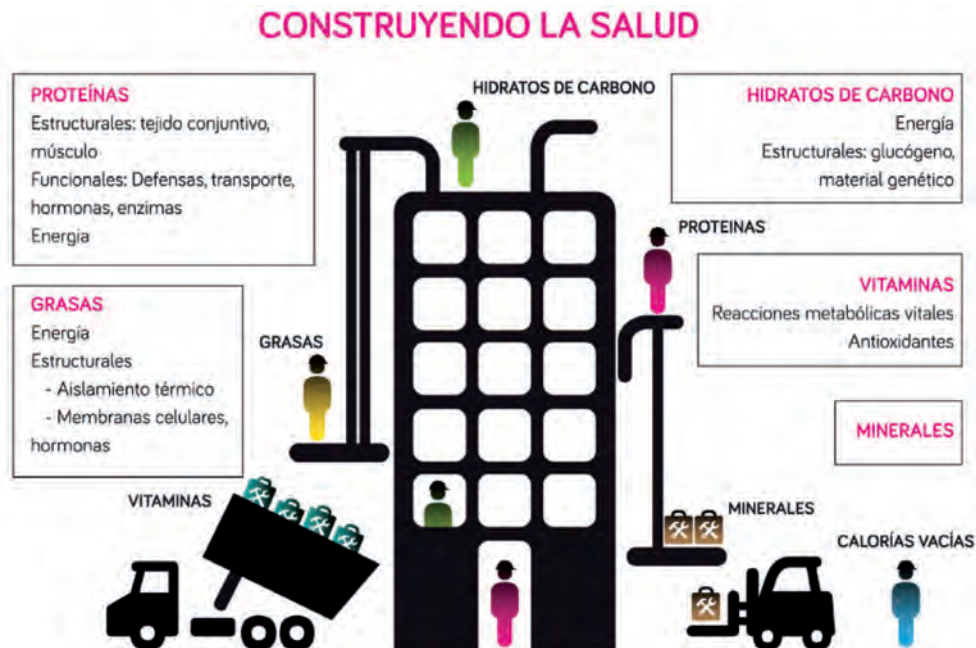 CONSTRUYENDO LA SALUD
PROTEÍNAS
Estructurales: tejido conjuntivo,
músculo
Funcionales: Defensas, transporte,
hormonas, enzimas
Energia
GRASAS
Energía
Estructurales
- Aislamiento térmico
- Membranas celulares,
hormonas
HIDRATOS DE CARBONO
HIDRATOS DE CARBONO
Energía
Estructurales: glucógeno,
material genético
PROTEINAS
VITAMINAS
Reacciones metabólicas vitales
Antioxidantes
GRASAS
MINERALES
VITAMINAS
MINERALES
CALORÍAS VACÍAS